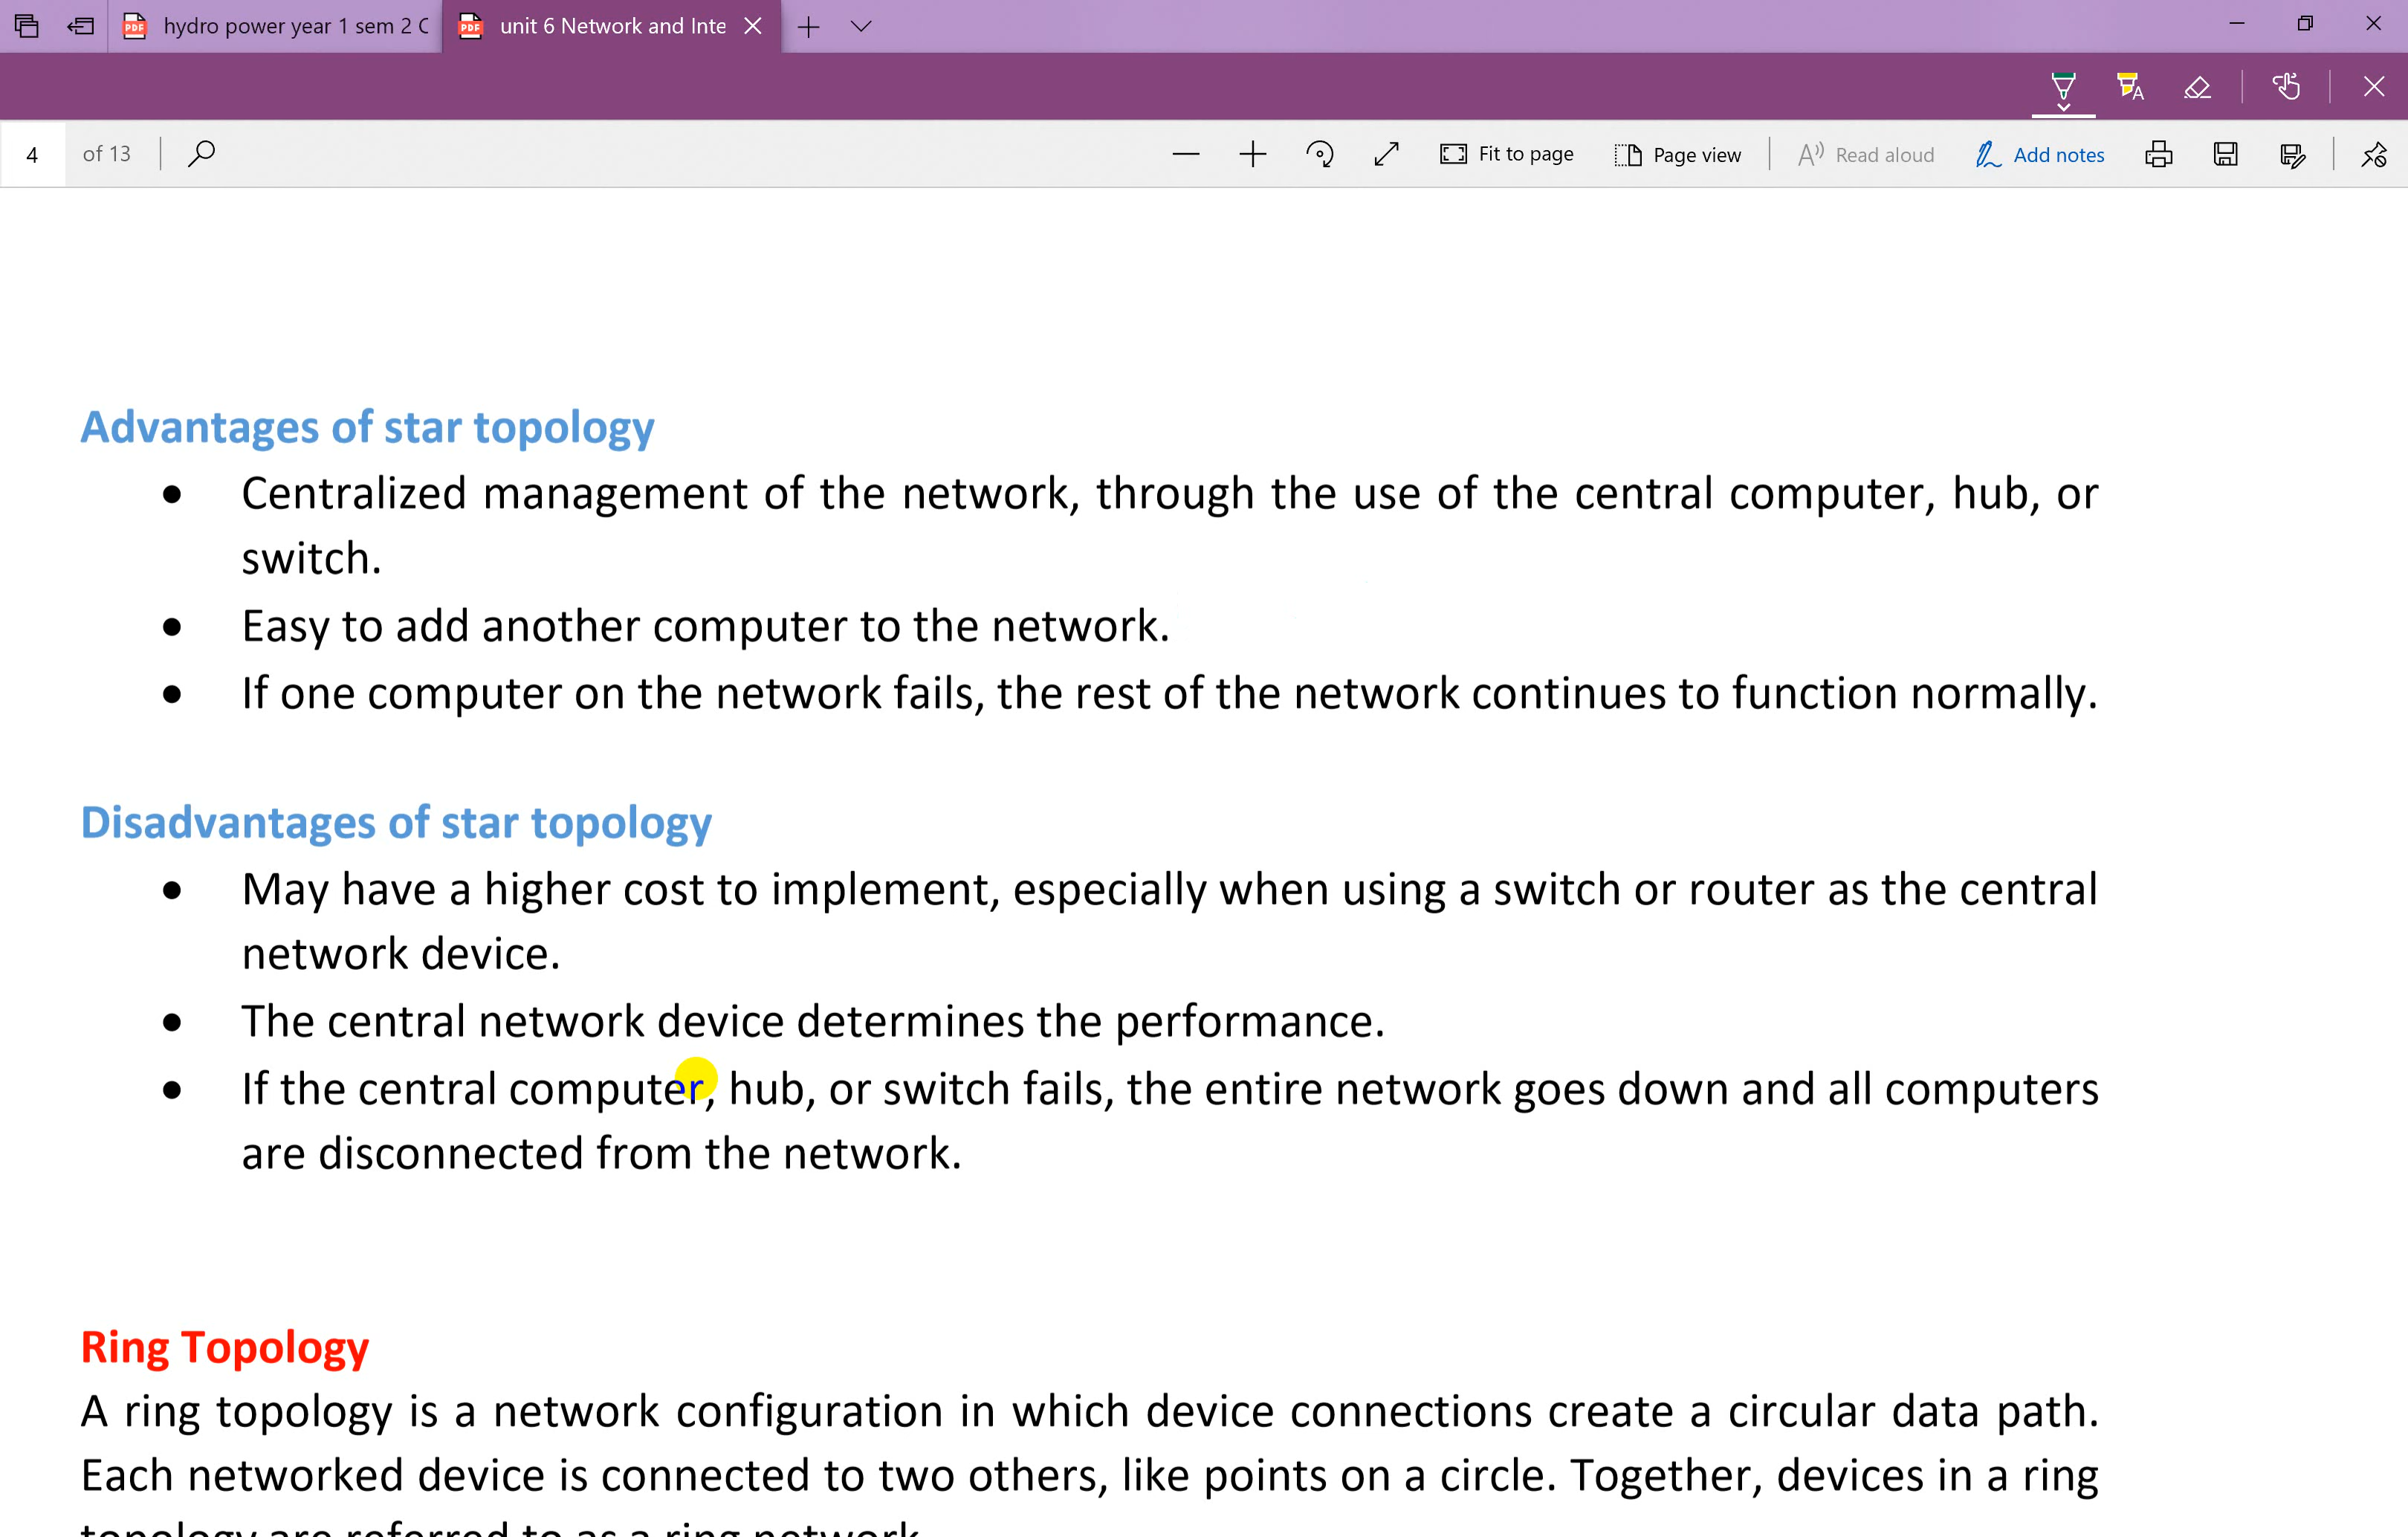 hydro power year 1 sem 2 C
unit 6 Network and Inte
4 of 13
Fit to page
Page view
Read aloud
Add notes
Advantages of star topology
● Centralized management of the network, through the use of the central computer, hub, or
switch.
● Easy to add another computer to the network.
● If one computer on the network fails, the rest of the network continues to function normally.
Disadvantages of star topology
● May have a higher cost to implement, especially when using a switch or router as the central
network device.
● The central network device determines the performance.
● If the central computer, hub, or switch fails, the entire network goes down and all computers
are disconnected from the network.
Ring Topology
A ring topology is a network configuration in which device connections create a circular data path.
Each networked device is connected to two others, like points on a circle. Together, devices in a ring
topology are referred to as a ring network.